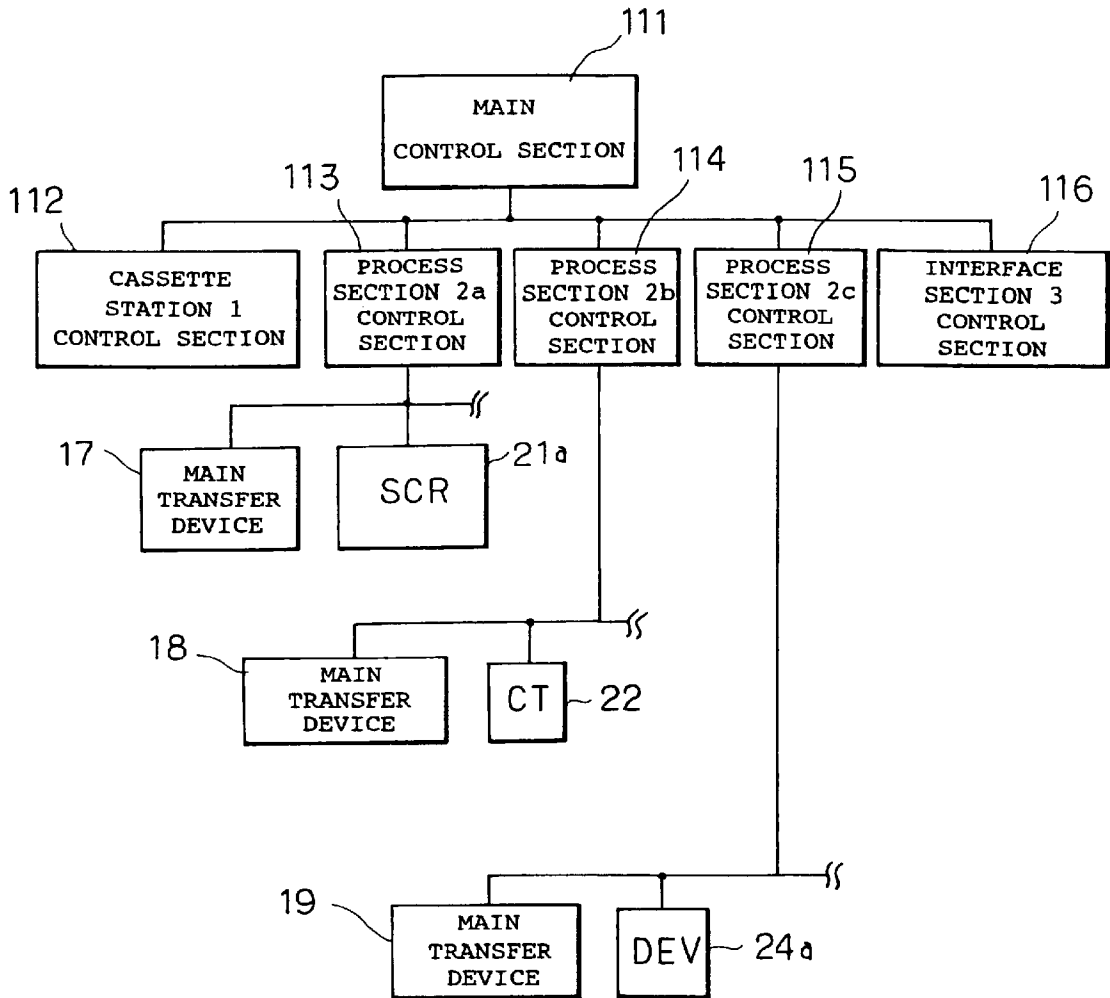 111
MAIN
CONTROL SECTION
112
113
114
115
116
CASSETTE
STATION 1
CONTROL SECTION
PROCESS
SECTION 2a
CONTROL
SECTION
PROCESS
SECTION 2b
CONTROL
SECTION
PROCESS
SECTION 2c
CONTROL
SECTION
INTERFACE
SECTION 3
CONTROL
SECTION
17
MAIN
TRANSFER
DEVICE
SCR
21a
18
MAIN
TRANSFER
DEVICE
CT
22
19
MAIN
TRANSFER
DEVICE
DEV
24a